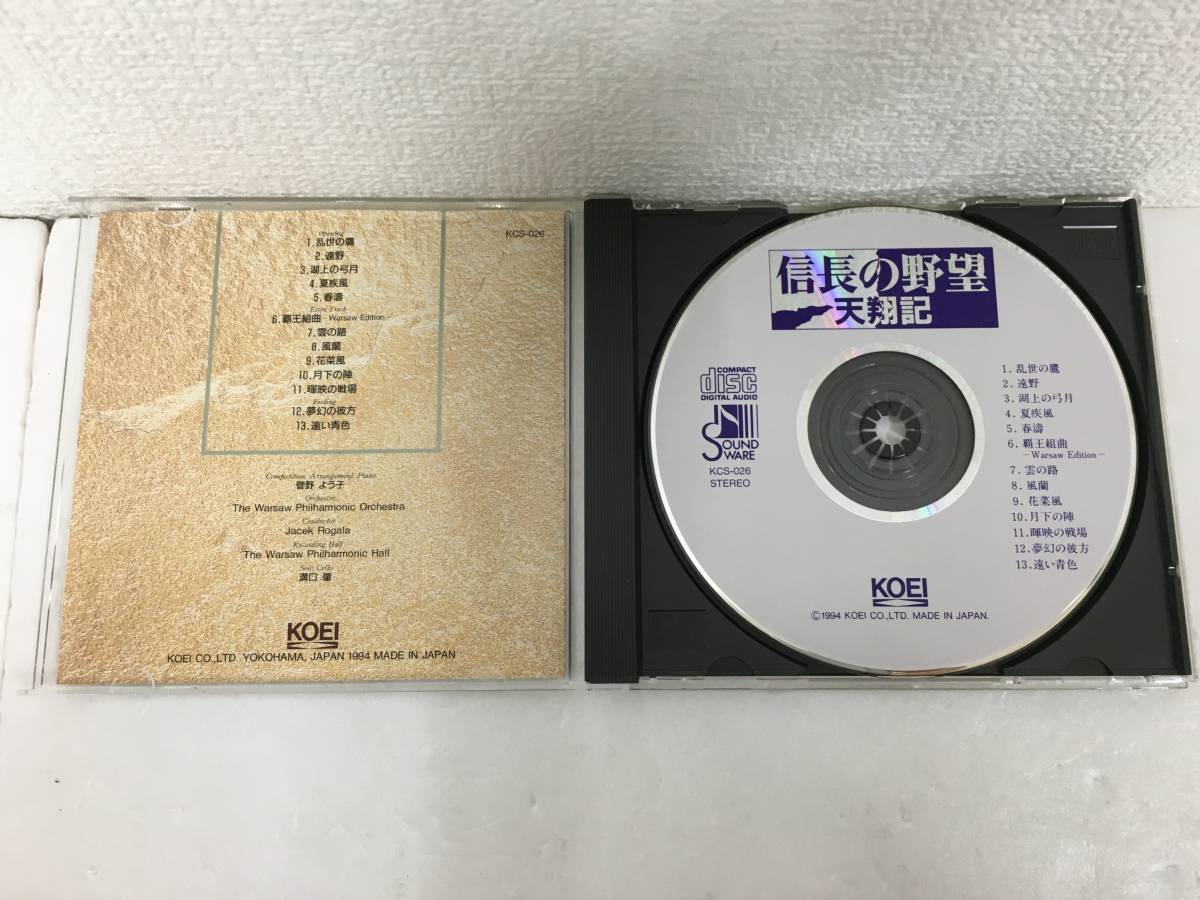 KCS-026
Opening
1.乱世の鷹
2.遠野
3.湖上の弓月
4.夏疾風
5.春濤
Extra Track
6.覇王組曲-Warsaw Edition
7.雲の路
8.風蘭
9.花菜風
10.月下の陣
11.暉映の戦場
Ending
12.夢幻の彼方
13.遠い青色
Composition, Arrangement, Piano
菅野 よう子
Orchestra
The Warsaw Philharmonic Orchestra
Conductor
Jacek Rogala
Recording Hall
The Warsaw Philharmonic Hall
Solo Cello
溝口 肇
KOEI
KOEI CO.,LTD. YOKOHAMA, JAPAN 1994 MADE IN JAPAN
信長の野望
天翔記
COMPACT
disc
DIGITAL AUDIO
SOUND
WARE
KCS-026
STEREO
1.乱世の鷹
2.遠野
3.湖上の弓月
4.夏疾風
5.春濤
6.覇王組曲
-Warsaw Edition-
7.雲の路
8.風蘭
9.花菜風
10.月下の陣
11.暉映の戦場
12.夢幻の彼方
13.遠い青色
KOEI
©1994 KOEI CO.,LTD. MADE IN JAPAN.